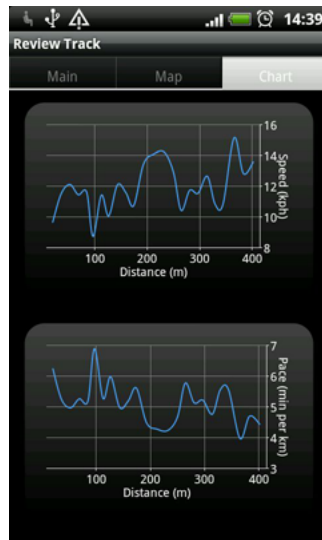 14:39
Review Track
Main Map Chart
16
14
12
10
8
Speed (kph)
100 200 300 400
Distance (m)
7
6
5
4
3
Pace (min per km)
100 200 300 400
Distance (m)